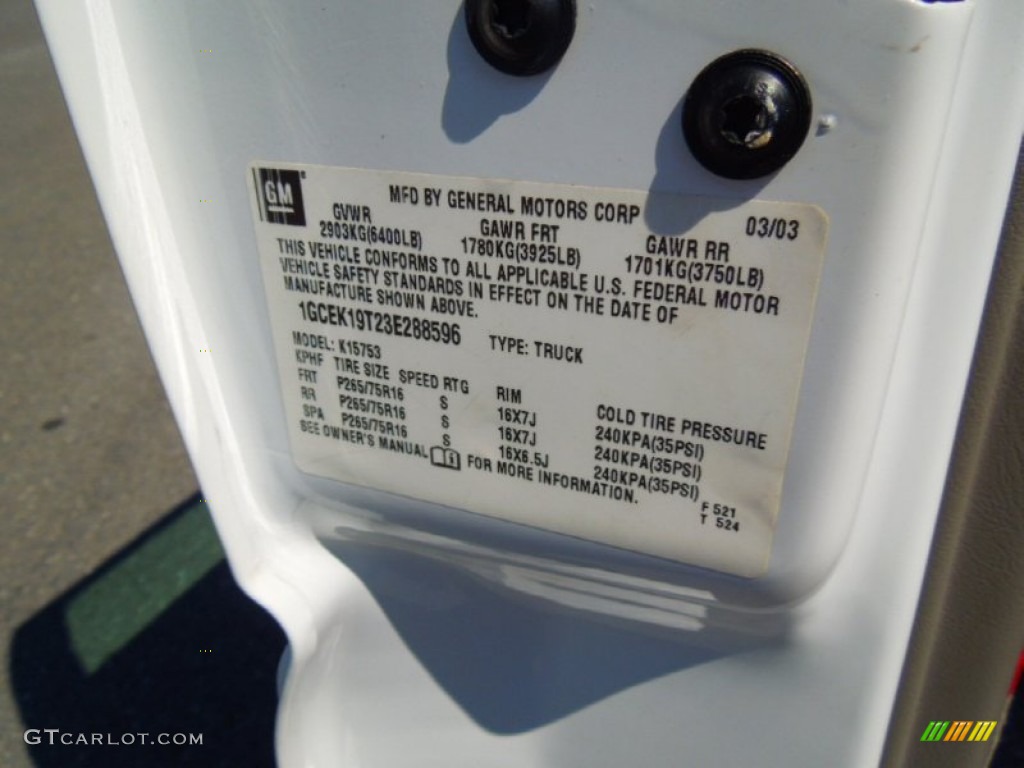 GM
MFD BY GENERAL MOTORS CORP 03/03
GVWR GAWR FRT GAWR RR
2903KG(6400LB) 1780KG(3925LB) 1701KG(3750LB)
THIS VEHICLE CONFORMS TO ALL APPLICABLE U.S. FEDERAL MOTOR
VEHICLE SAFETY STANDARDS IN EFFECT ON THE DATE OF
MANUFACTURE SHOWN ABOVE.
1GCEK19T23E288596 TYPE: TRUCK
MODEL: K15753
KPHF TIRE SIZE SPEED RTG RIM COLD TIRE PRESSURE
FRT P265/75R16 S 16X7J 240KPA(35PSI)
RR P265/75R16 S 16X7J 240KPA(35PSI)
SPA P265/75R16 S 16X6.5J 240KPA(35PSI)
SEE OWNER'S MANUAL FOR MORE INFORMATION.
F 521
T 524
GTCARLOT.COM